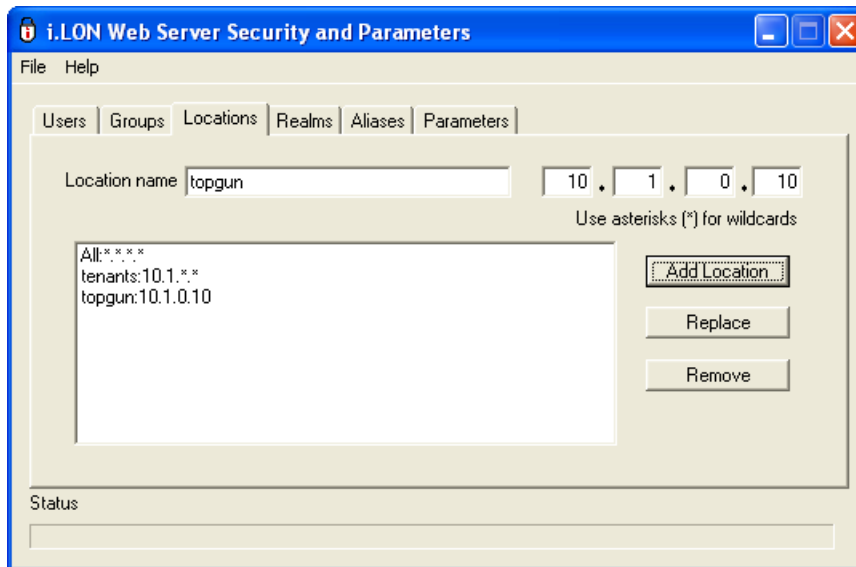 i.LON Web Server Security and Parameters
File Help
Users Groups Locations Realms Aliases Parameters
Location name topgun 10 . 1 . 0 . 10
Use asterisks (*) for wildcards
All:*.*.*.*
tenants:10.1.*.*
topgun:10.1.0.10
Add Location
Replace
Remove
Status